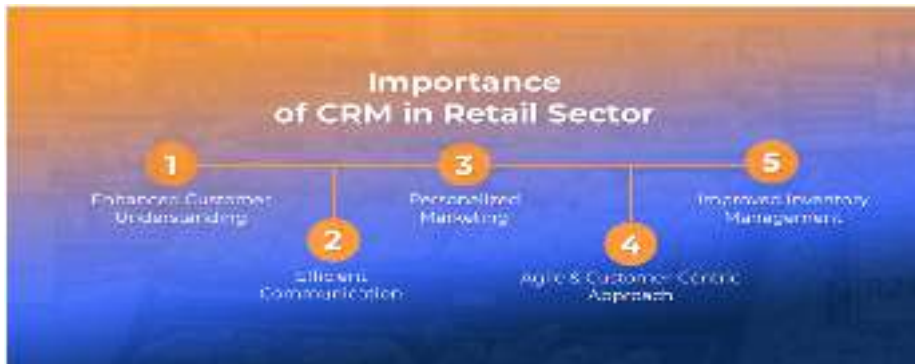 Importance
of CRM in Retail Sector
1
Enhanced Customer
Understanding
2
Efficient
Communication
3
Personalized
Marketing
4
Agile & Customer-Centric
Approach
5
Improved Inventory
Management